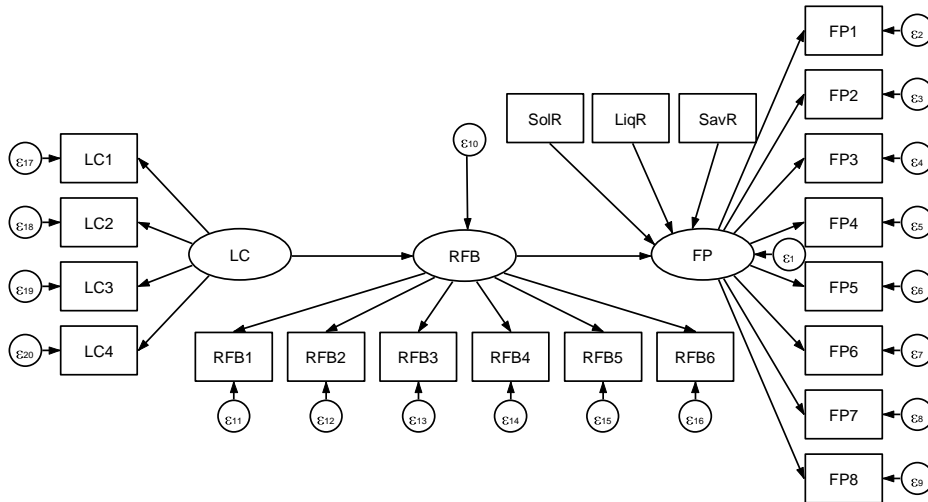 FP1
ε2
SolR
LiqR
SavR
FP2
ε3
ε10
ε17
LC1
FP3
ε4
ε18
LC2
FP4
ε5
LC
RFB
FP
ε1
ε19
LC3
FP5
ε6
ε20
LC4
RFB1
RFB2
RFB3
RFB4
RFB5
RFB6
FP6
ε7
ε11
ε12
ε13
ε14
ε15
ε16
FP7
ε8
FP8
ε9